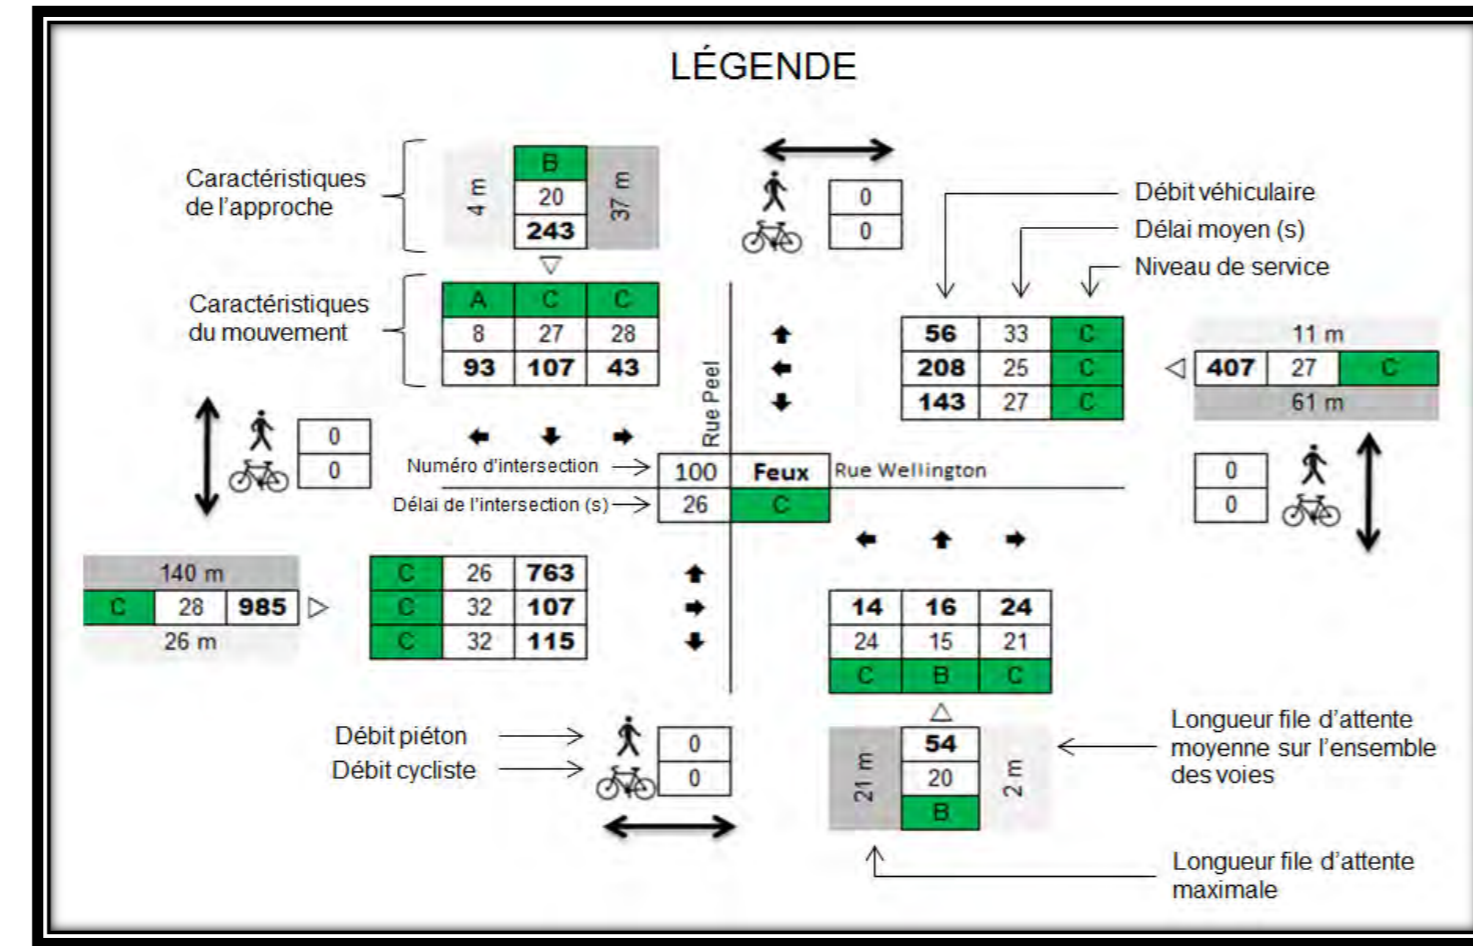 LÉGENDE
Caractéristiques
de l'approche
4 m
B
20
243
37 m
0
0
Débit véhiculaire
Délai moyen (s)
Niveau de service
Caractéristiques
du mouvement
A C C
8 27 28
93 107 43
Rue Peel
56 33 C
208 25 C
143 27 C
11 m
407 27 C
61 m
0
0
0
0
Numéro d'intersection
100 Feux Rue Wellington
Délai de l'intersection (s)
26 C
140 m
C 28 985
26 m
C 26 763
C 32 107
C 32 115
14 16 24
24 15 21
C B C
Débit piéton
Débit cycliste
0
0
21 m
54
20
B
2 m
Longueur file d'attente
moyenne sur l'ensemble
des voies
Longueur file d'attente
maximale